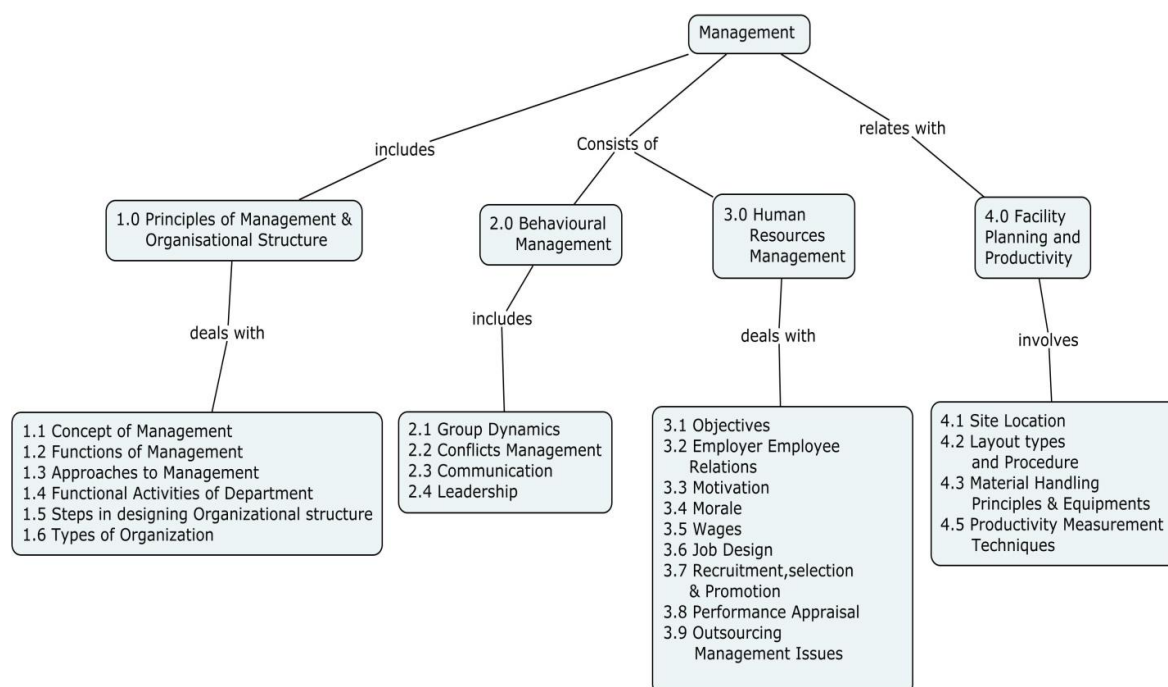 Management
includes
Consists of
relates with
1.0 Principles of Management &
Organisational Structure
2.0 Behavioural
Management
3.0 Human
Resources
Management
4.0 Facility
Planning and
Productivity
deals with
includes
deals with
involves
1.1 Concept of Management
1.2 Functions of Management
1.3 Approaches to Management
1.4 Functional Activities of Department
1.5 Steps in designing Organizational structure
1.6 Types of Organization
2.1 Group Dynamics
2.2 Conflicts Management
2.3 Communication
2.4 Leadership
3.1 Objectives
3.2 Employer Employee
Relations
3.3 Motivation
3.4 Morale
3.5 Wages
3.6 Job Design
3.7 Recruitment,selection
& Promotion
3.8 Performance Appraisal
3.9 Outsourcing
Management Issues
4.1 Site Location
4.2 Layout types
and Procedure
4.3 Material Handling
Principles & Equipments
4.5 Productivity Measurement
Techniques